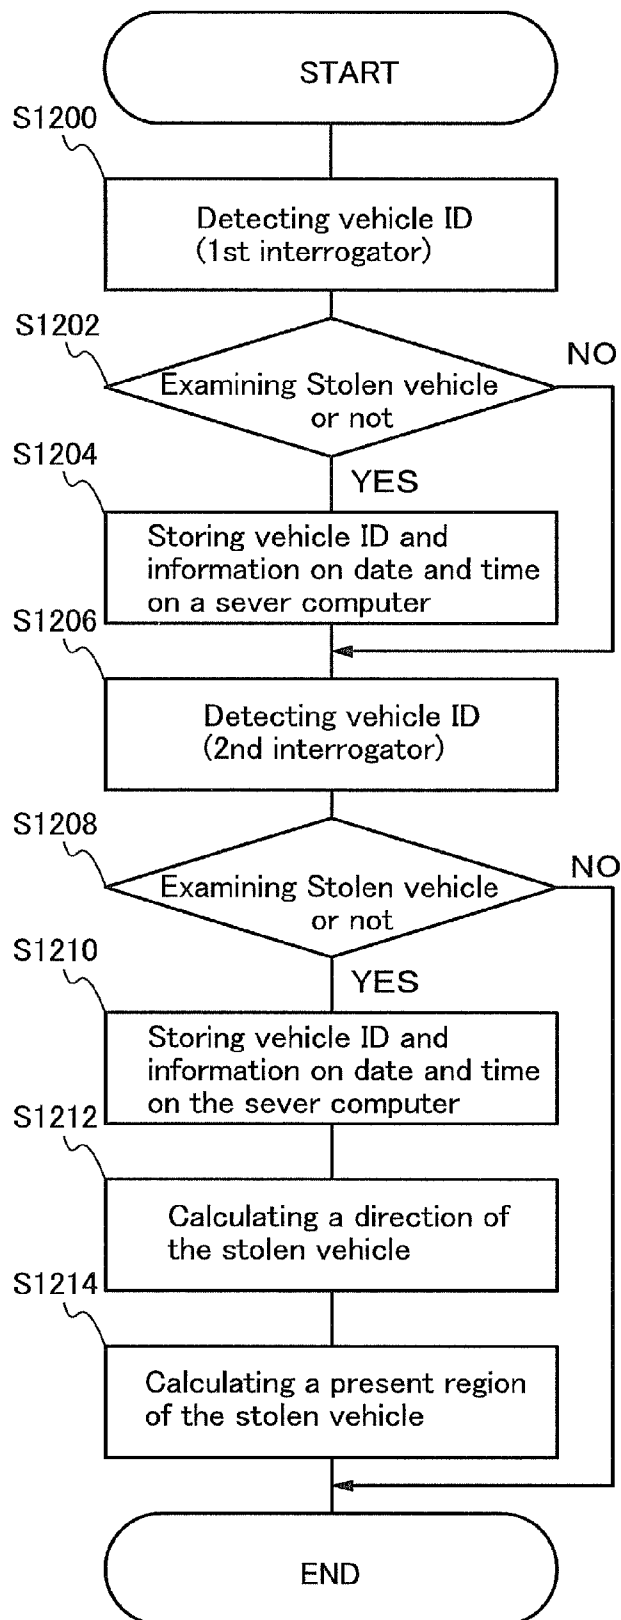 START
S1200
Detecting vehicle ID
(1st interrogator)
S1202
NO
Examining Stolen vehicle
or not
S1204
YES
Storing vehicle ID and
information on date and time
on a sever computer
S1206
Detecting vehicle ID
(2nd interrogator)
S1208
NO
Examining Stolen vehicle
or not
S1210
YES
Storing vehicle ID and
information on date and time
on the sever computer
S1212
Calculating a direction of
the stolen vehicle
S1214
Calculating a present region
of the stolen vehicle
END